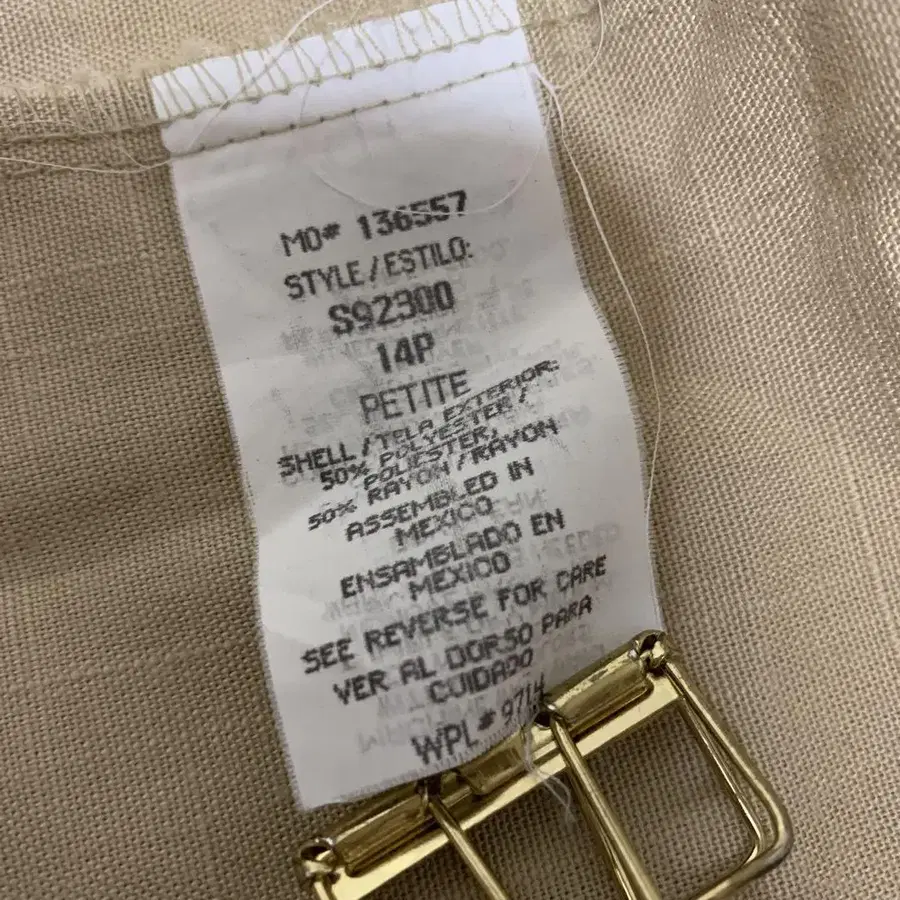 MO# 136557
STYLE/ESTILO:
S92300
14P
PETITE
SHELL/TELA EXTERIOR:
50% POLYESTER/
POLIESTER,
50% RAYON/RAYON
ASSEMBLED IN
MEXICO
ENSAMBLADO EN
MEXICO
SEE REVERSE FOR CARE
VER AL DORSO PARA
CUIDADO
WPL# 9714